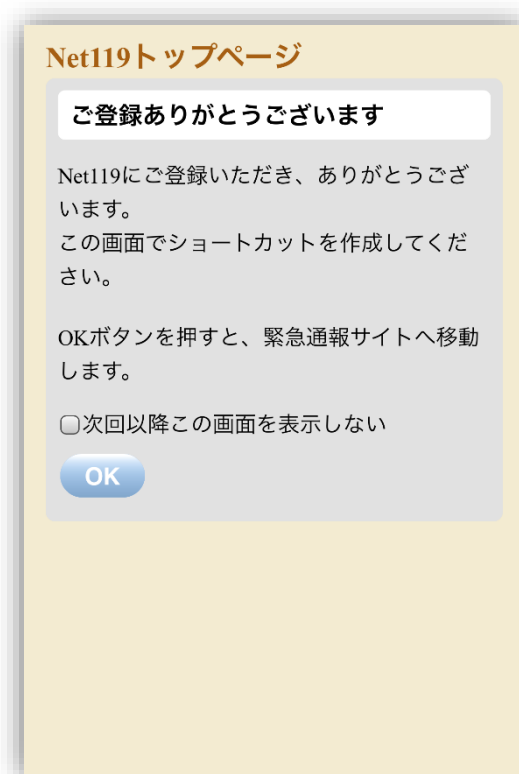 Net119トップページ
ご登録ありがとうございます
Net119にご登録いただき、ありがとうござ
います。
この画面でショートカットを作成してくだ
さい。
OKボタンを押すと、緊急通報サイトへ移動
します。
次回以降この画面を表示しない
OK